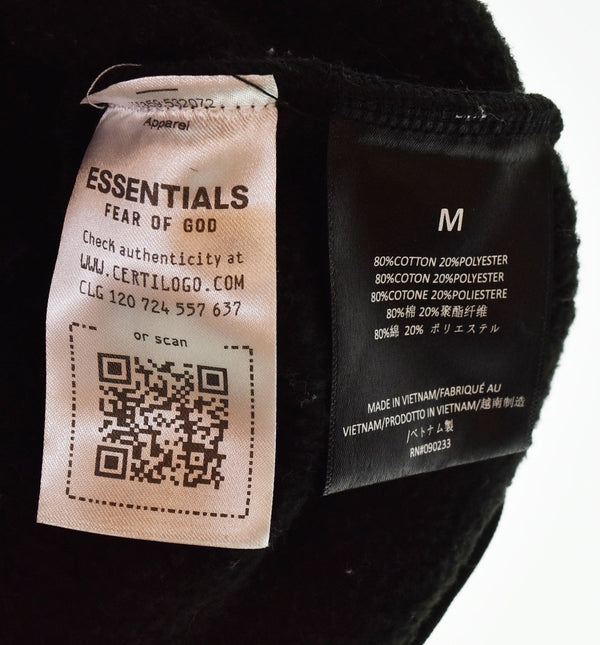 Apparel
ESSENTIALS
FEAR OF GOD
Check authenticity at
WWW.CERTILOGO.COM
CLG 120 724 557 637
or scan
M
80%COTTON 20%POLYESTER
80%COTON 20%POLYESTER
80%COTONE 20%POLIESTERE
80%棉 20%聚酯纤维
80%綿 20% ポリエステル
MADE IN VIETNAM/FABRIQUÉ AU
VIETNAM/PRODOTTO IN VIETNAM/越南制造
/ベトナム製
RN#090233